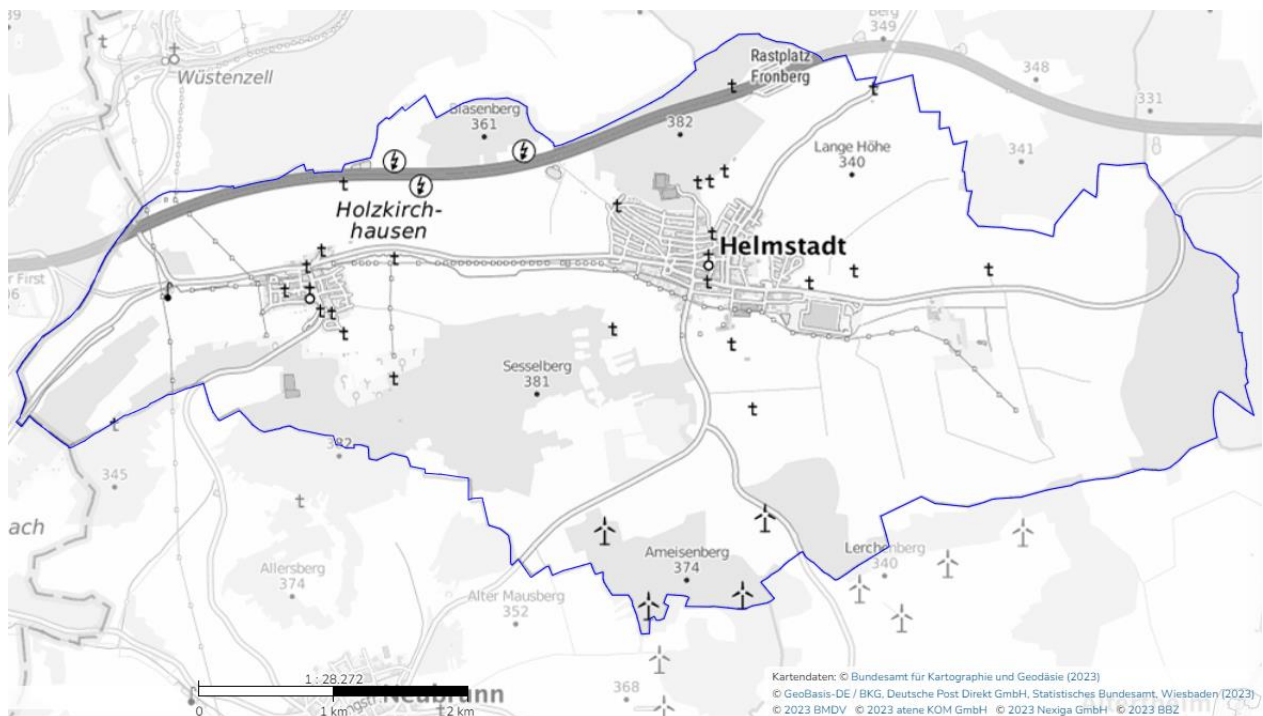 Wüstenzell
Berg
349
Rastplatz
Fronberg
348
331
Blasenberg
361
382
341
Lange Höhe
340
Holzkirch-
hausen
Helmstadt
er First
Sesselberg
381
382
345
ach
Allersberg
374
Ameisenberg
374
Lerchenberg
340
Alter Mausberg
352
368
Neubrunn
1 : 28.272
0
1 km
2 km
Kartendaten: © Bundesamt für Kartographie und Geodäsie (2023)
© GeoBasis-DE / BKG, Deutsche Post Direkt GmbH, Statistisches Bundesamt, Wiesbaden (2023)
© 2023 BMDV © 2023 atene KOM GmbH © 2023 Nexiga GmbH © 2023 BBZ